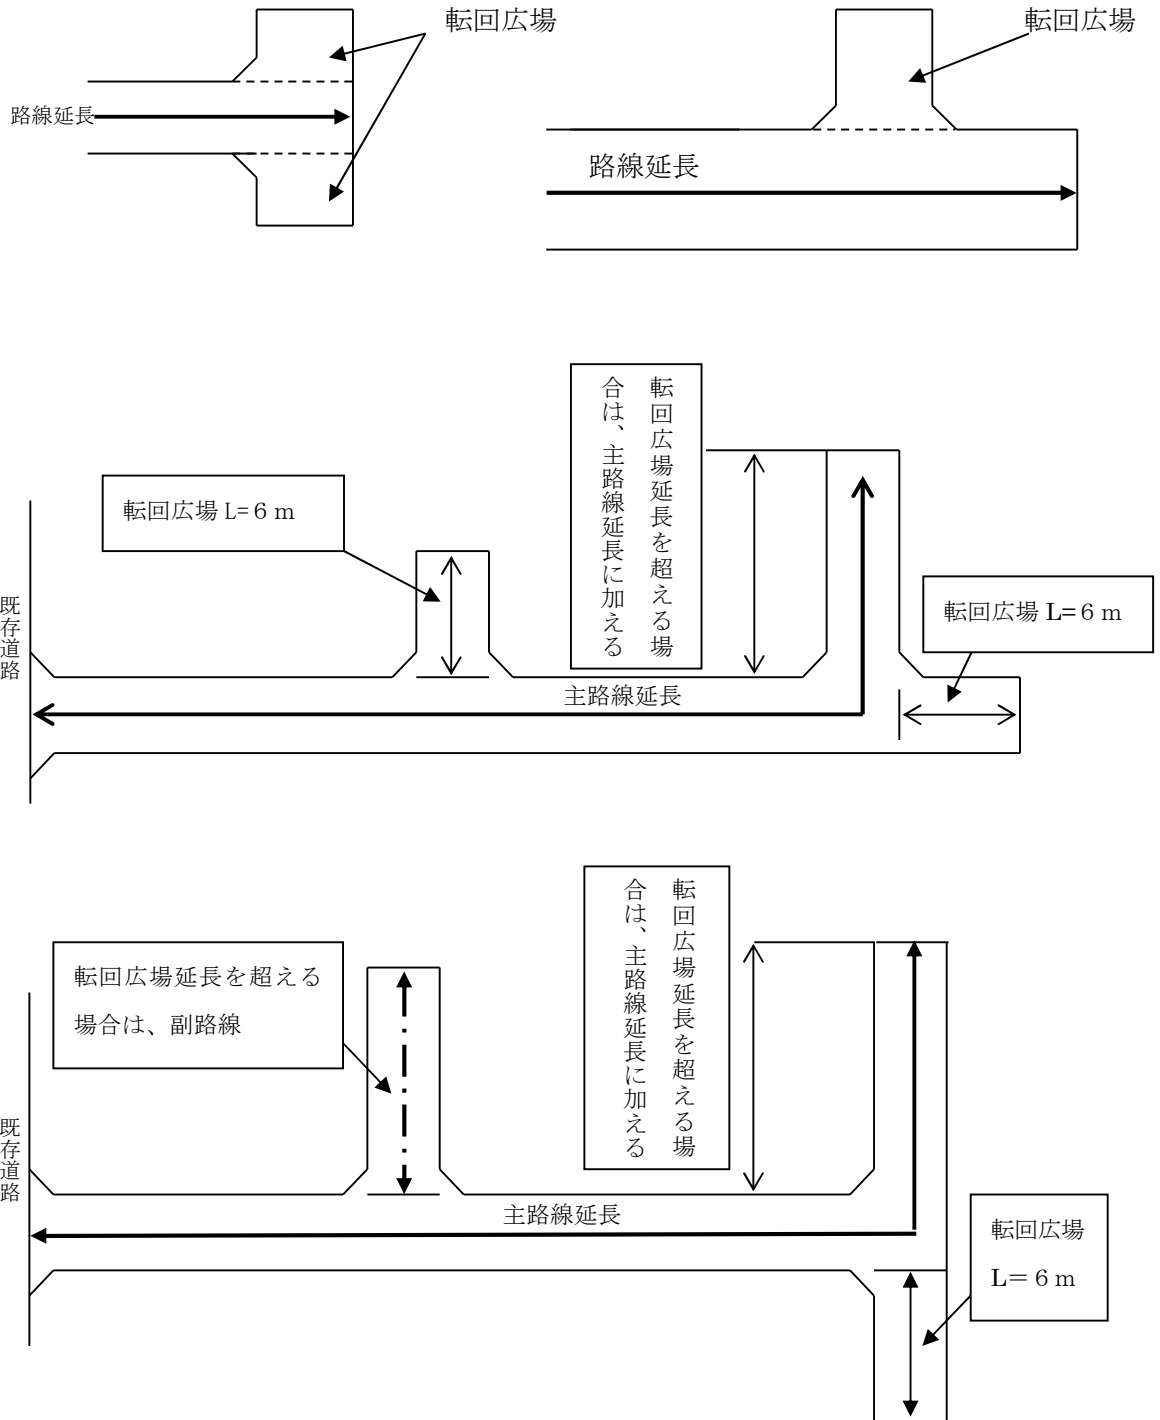 転回広場
転回広場
路線延長
路線延長
転回広場延長を超える場
合は、主路線延長に加える
転回広場 L=６ｍ
既存道路
転回広場 L=６ｍ
主路線延長
転回広場延長を超える場
合は、主路線延長に加える
転回広場延長を超える
場合は、副路線
既存道路
主路線延長
転回広場
L＝６ｍ